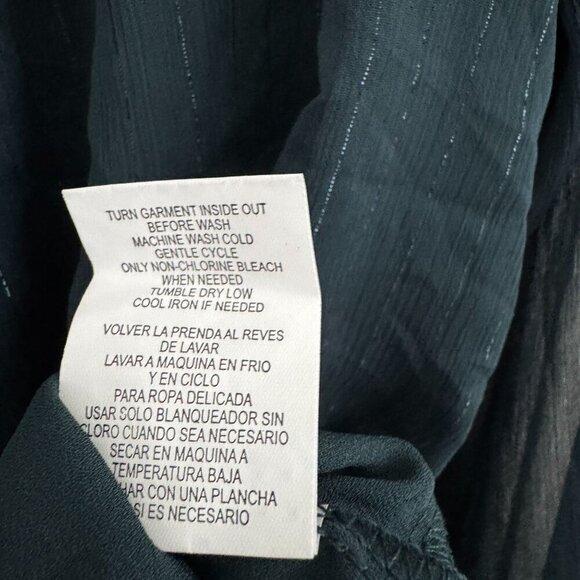 TURN GARMENT INSIDE OUT
BEFORE WASH
MACHINE WASH COLD
GENTLE CYCLE
ONLY NON-CHLORINE BLEACH
WHEN NEEDED
TUMBLE DRY LOW
COOL IRON IF NEEDED
VOLVER LA PRENDA AL REVES
DE LAVAR
LAVAR A MAQUINA EN FRIO
Y EN CICLO
PARA ROPA DELICADA
USAR SOLO BLANQUEADOR SIN
CLORO CUANDO SEA NECESARIO
SECAR EN MAQUINA A
TEMPERATURA BAJA
CON UNA PLANCHA
SI ES NECESARIO